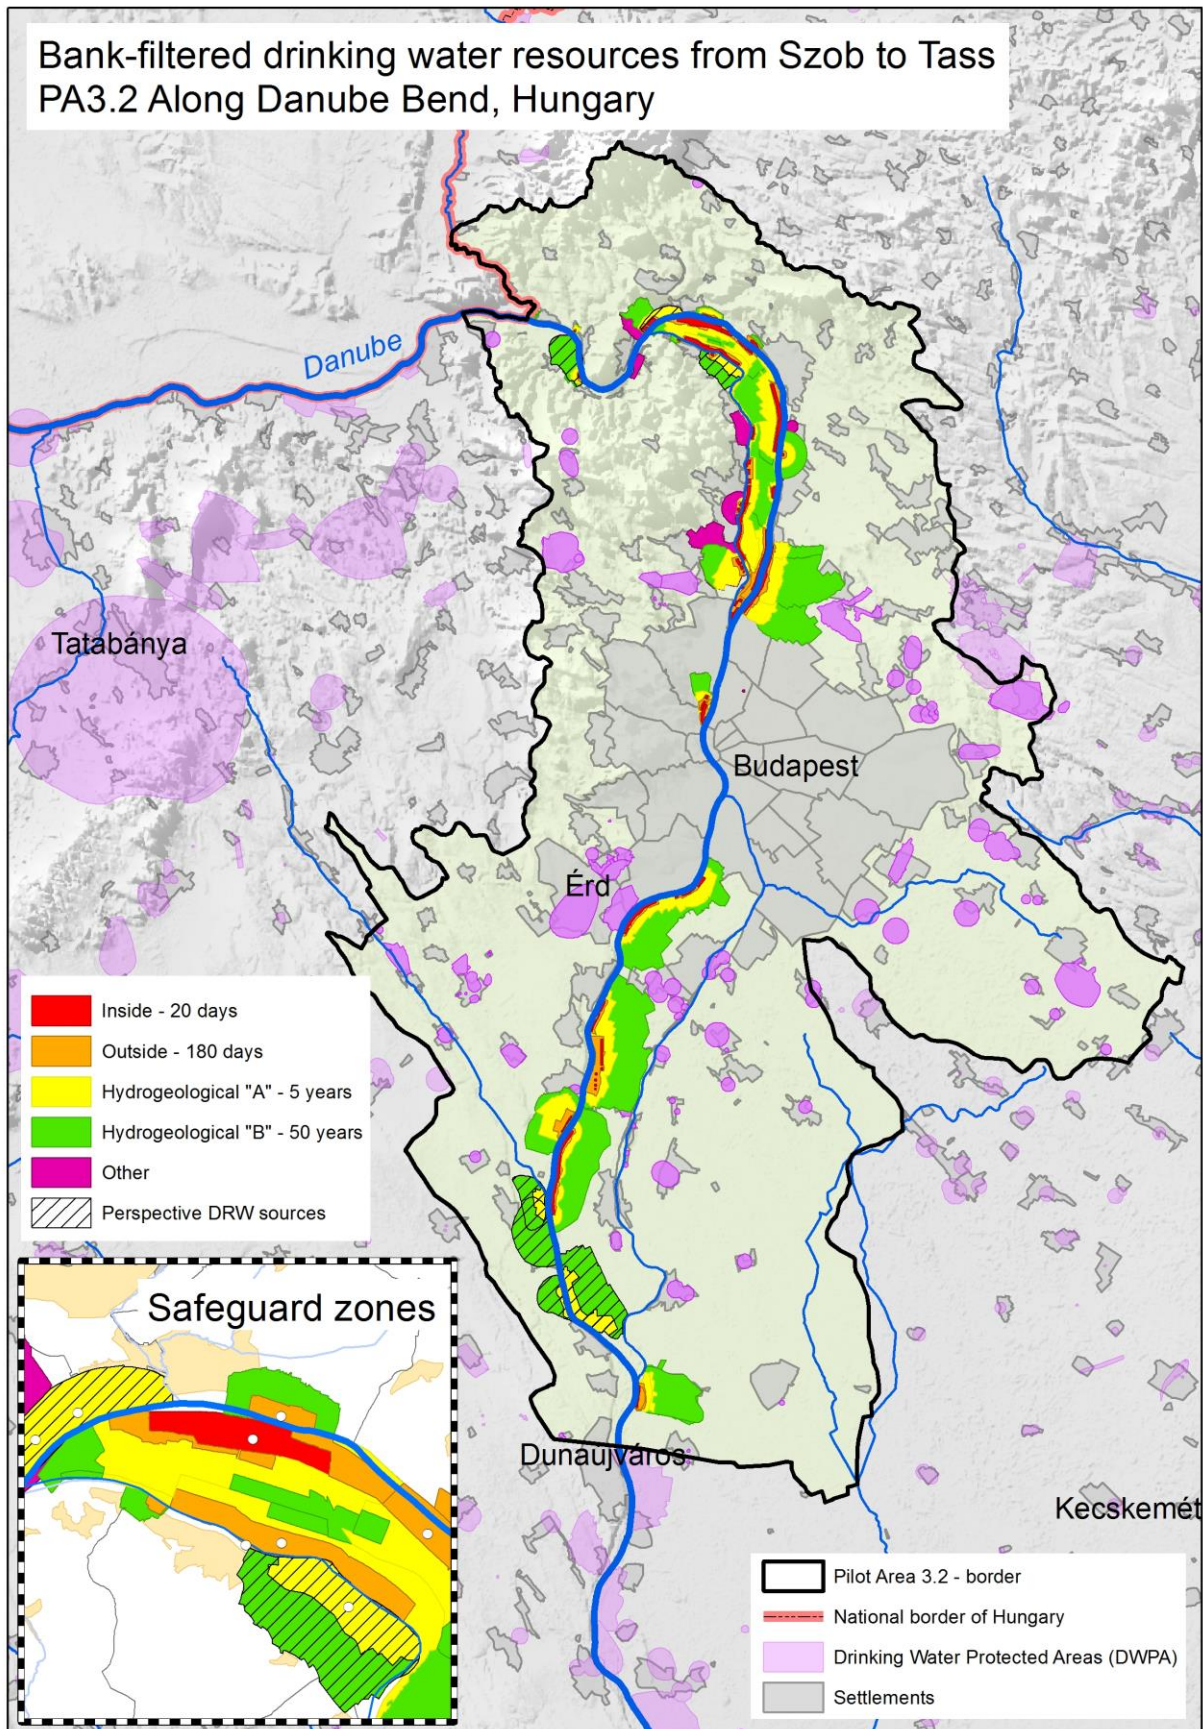 Bank-filtered drinking water resources from Szob to Tass
PA3.2 Along Danube Bend, Hungary
Danube
Tatabánya
Budapest
Érd
Inside - 20 days
Outside - 180 days
Hydrogeological "A" - 5 years
Hydrogeological "B" - 50 years
Other
Perspective DRW sources
Safeguard zones
Dunaújváros
Kecskemét
Pilot Area 3.2 - border
National border of Hungary
Drinking Water Protected Areas (DWPA)
Settlements